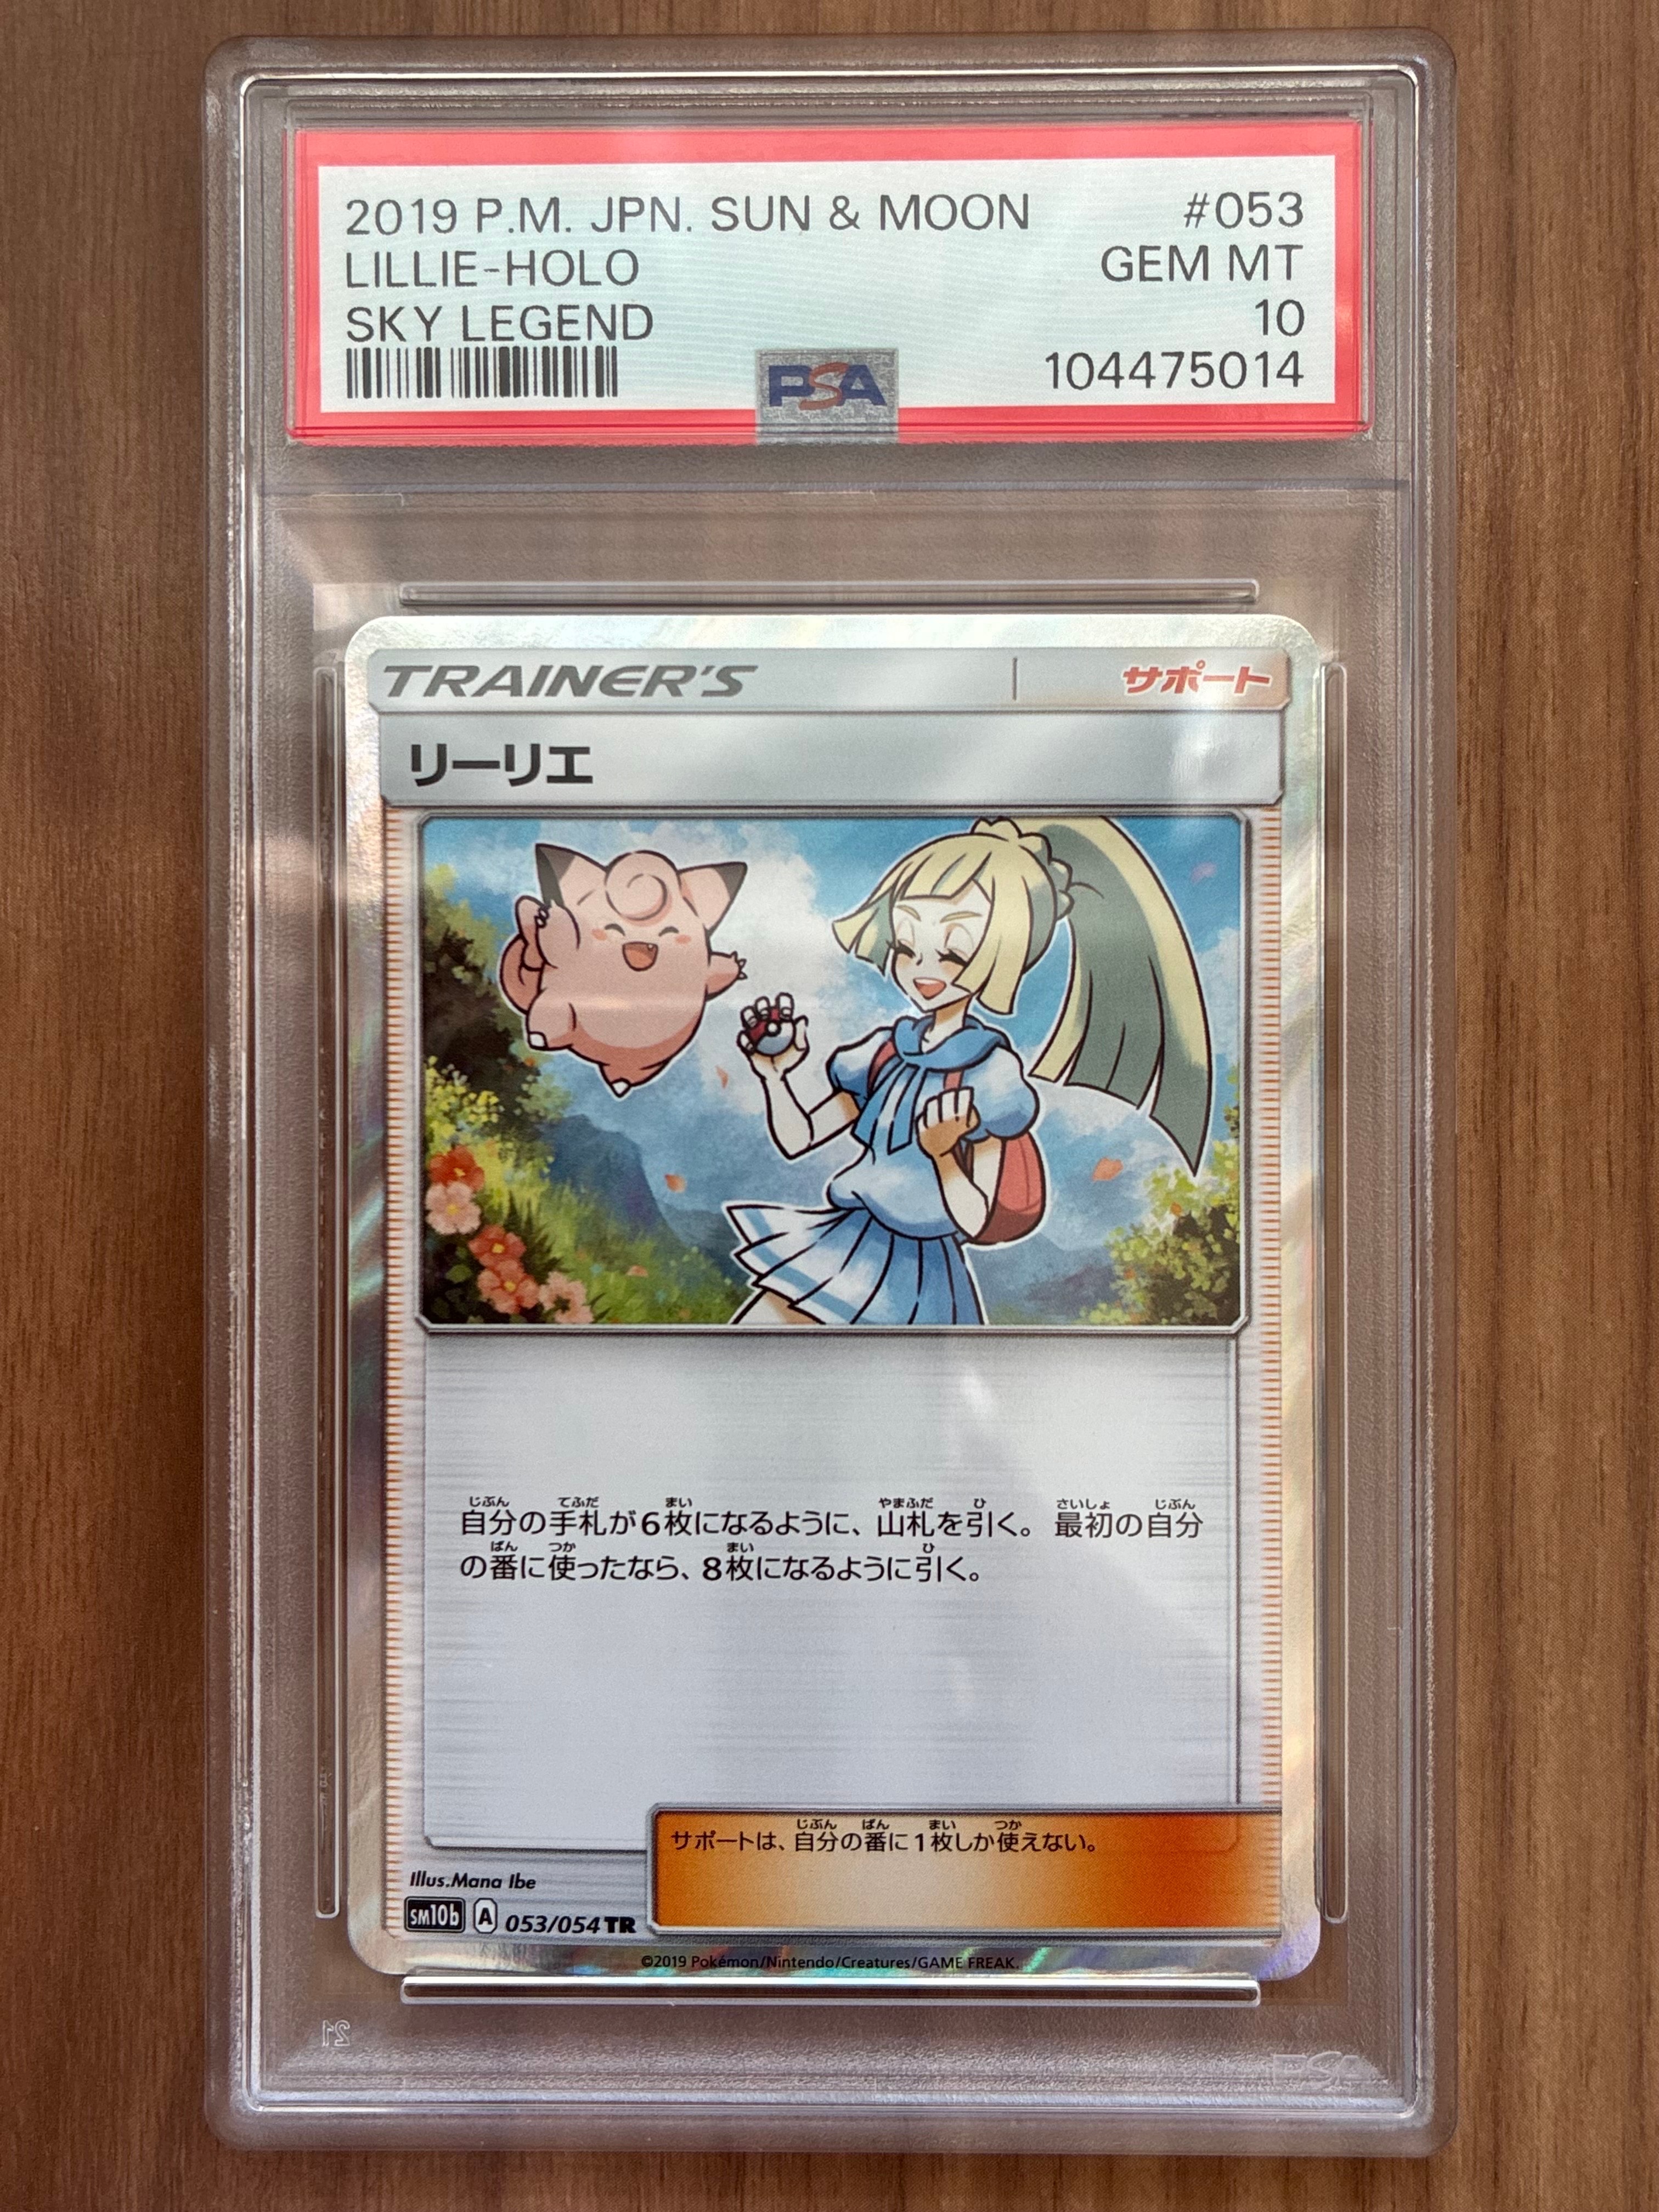 2019 P.M. JPN. SUN & MOON #053
LILLIE-HOLO GEM MT
SKY LEGEND 10
PSA 104475014
TRAINER'S サポート
リーリエ
じぶん てふだ まい やまふだ ひ さいしょ じぶん
自分の手札が6枚になるように、山札を引く。 最初の自分
ばん つか まい ひ
の番に使ったなら、8枚になるように引く。
じぶん ばん まい つか
サポートは、自分の番に1枚しか使えない。
Illus.Mana Ibe
SM10b A 053/054 TR
©2019 Pokémon/Nintendo/Creatures/GAME FREAK.
21
PSA